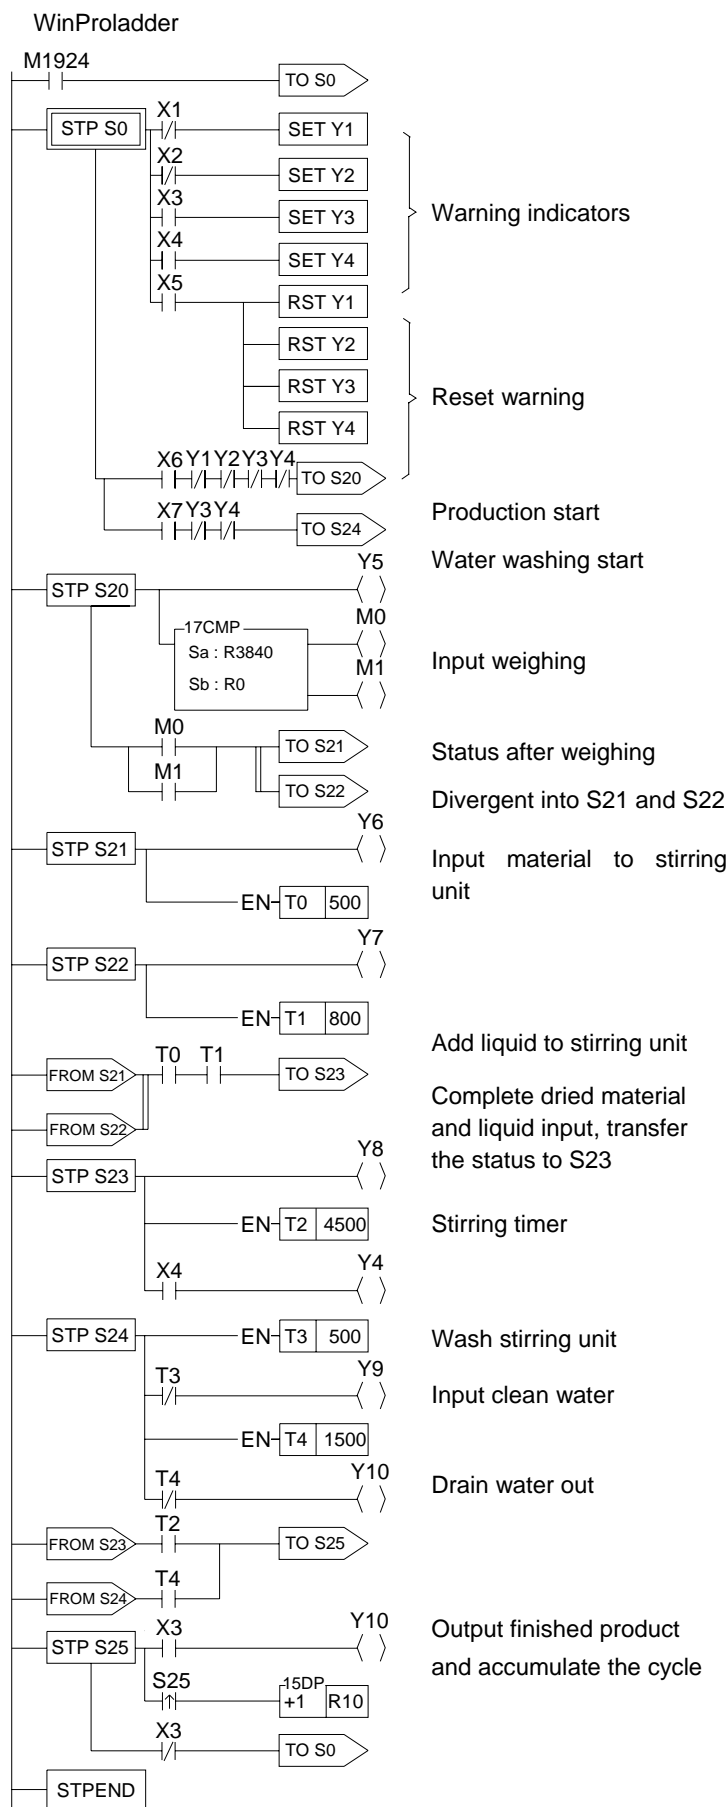 WinProladder
M1924
TO S0
X1
STP S0
SET Y1
X2
SET Y2
X3
SET Y3
Warning indicators
X4
SET Y4
X5
RST Y1
RST Y2
RST Y3
Reset warning
RST Y4
X6 Y1 Y2 Y3 Y4
TO S20
X7 Y3 Y4
TO S24
Production start
Water washing start
Y5
STP S20
M0
17CMP
Sa : R3840
Sb : R0
M1
Input weighing
M0
TO S21
Status after weighing
M1
TO S22
Divergent into S21 and S22
Y6
STP S21
Input material to stirring
unit
EN T0 500
Y7
STP S22
EN T1 800
Add liquid to stirring unit
T0 T1
FROM S21
TO S23
Complete dried material
and liquid input, transfer
the status to S23
FROM S22
Y8
STP S23
EN T2 4500
Stirring timer
X4
Y4
STP S24
EN T3 500
Wash stirring unit
T3
Y9
Input clean water
EN T4 1500
T4
Y10
Drain water out
T2
FROM S23
TO S25
T4
FROM S24
X3
Y10
STP S25
Output finished product
and accumulate the cycle
S25
15DP
+1 R10
X3
TO S0
STPEND